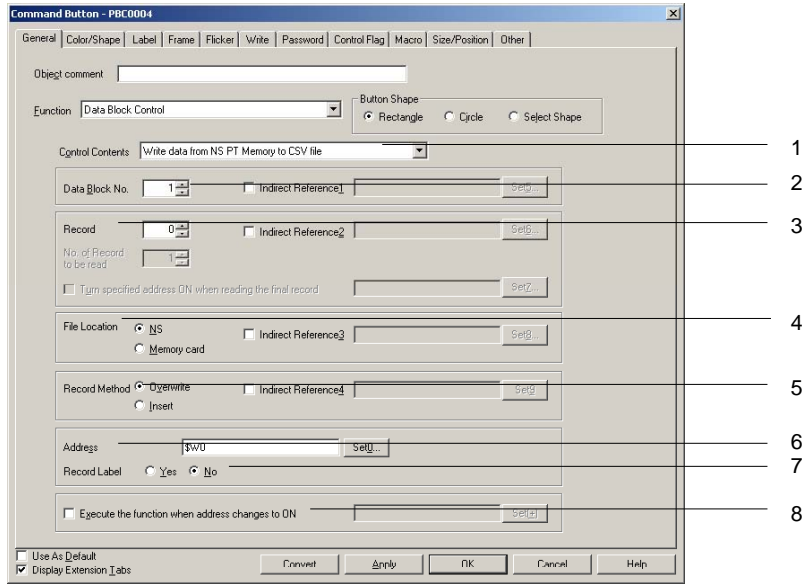 Command Button - PBC0004
General Color/Shape Label Frame Flicker Write Password Control Flag Macro Size/Position Other
Object comment
Function Data Block Control
Button Shape
Rectangle Circle Select Shape
Control Contents Write data from NS PT Memory to CSV file 1
Data Block No. 1 Indirect Reference1 Set5... 2
Record 0 Indirect Reference2 Set6... 3
No. of Record
to be read 1
Turn specified address ON when reading the final record Set7...
File Location NS Indirect Reference3 Set8... 4
Memory card
Record Method Overwrite Indirect Reference4 Set9 5
Insert
Address $W0 Set0... 6
Record Label Yes No 7
Execute the function when address changes to ON Set[+] 8
Use As Default
Display Extension Tabs
Convert Apply OK Cancel Help